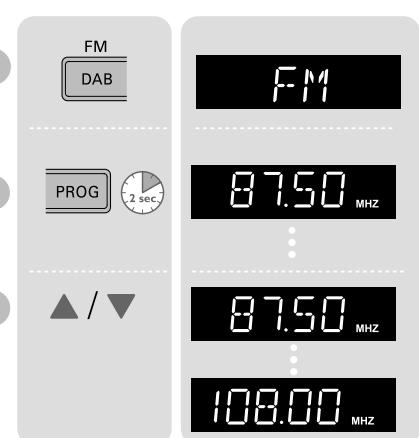 FM
DAB
FM
PROG
2 sec.
87.50 MHZ
/
87.50 MHZ
108.00 MHZ